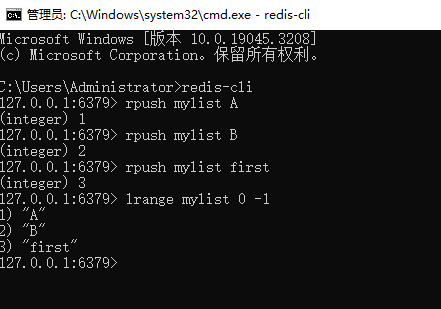 管理员: C:\Windows\system32\cmd.exe - redis-cli
Microsoft Windows [版本 10.0.19045.3208]
(c) Microsoft Corporation。保留所有权利。
C:\Users\Administrator>redis-cli
127.0.0.1:6379> rpush mylist A
(integer) 1
127.0.0.1:6379> rpush mylist B
(integer) 2
127.0.0.1:6379> rpush mylist first
(integer) 3
127.0.0.1:6379> lrange mylist 0 -1
1) "A"
2) "B"
3) "first"
127.0.0.1:6379>